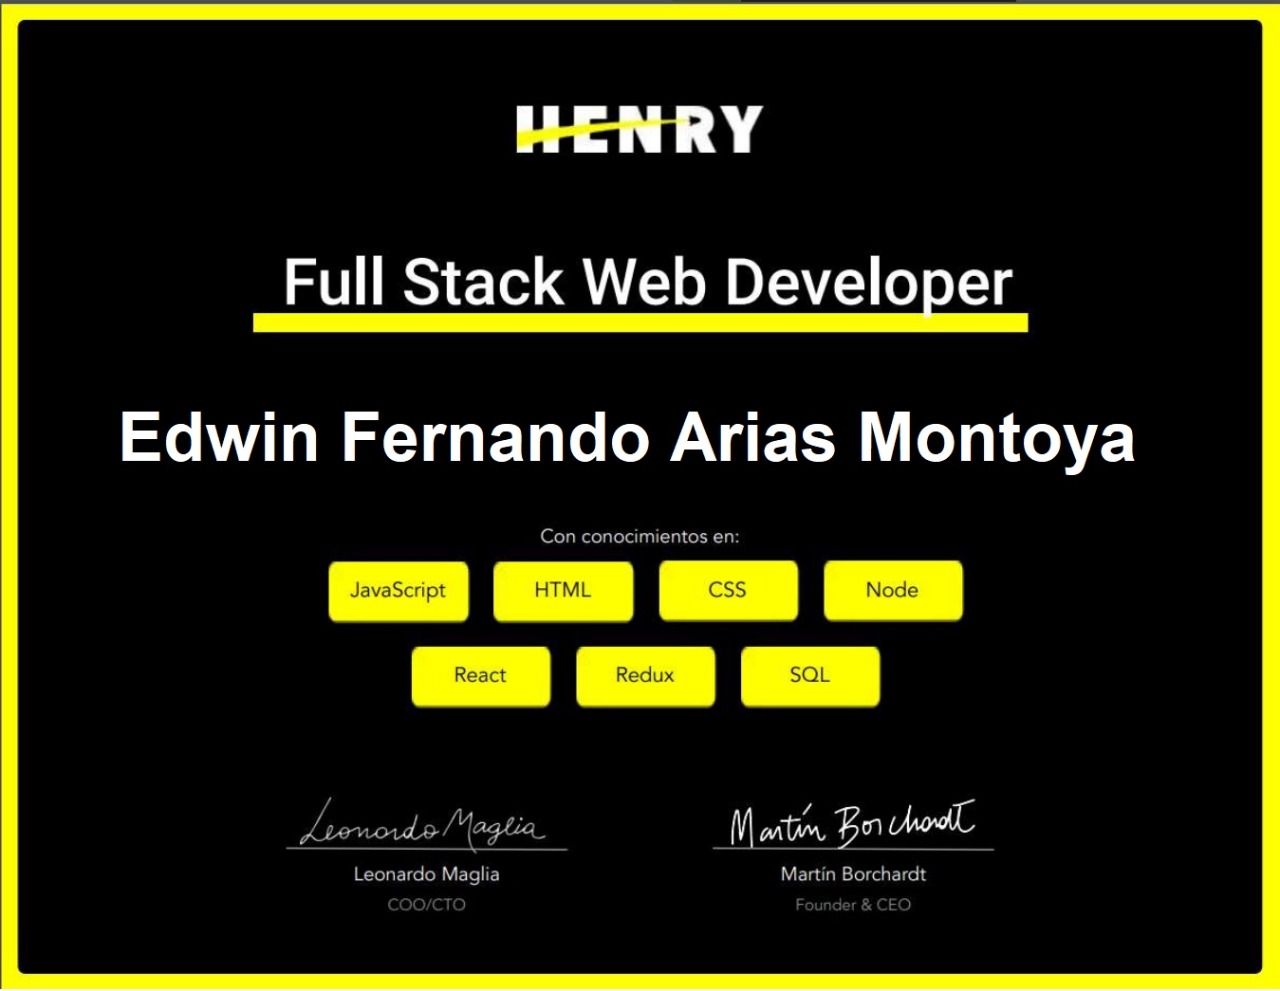 HENRY
Full Stack Web Developer
Edwin Fernando Arias Montoya
Con conocimientos en:
JavaScript HTML CSS Node
React Redux SQL
Leonardo Maglia Martín Borchardt
Leonardo Maglia Martín Borchardt
COO/CTO Founder & CEO